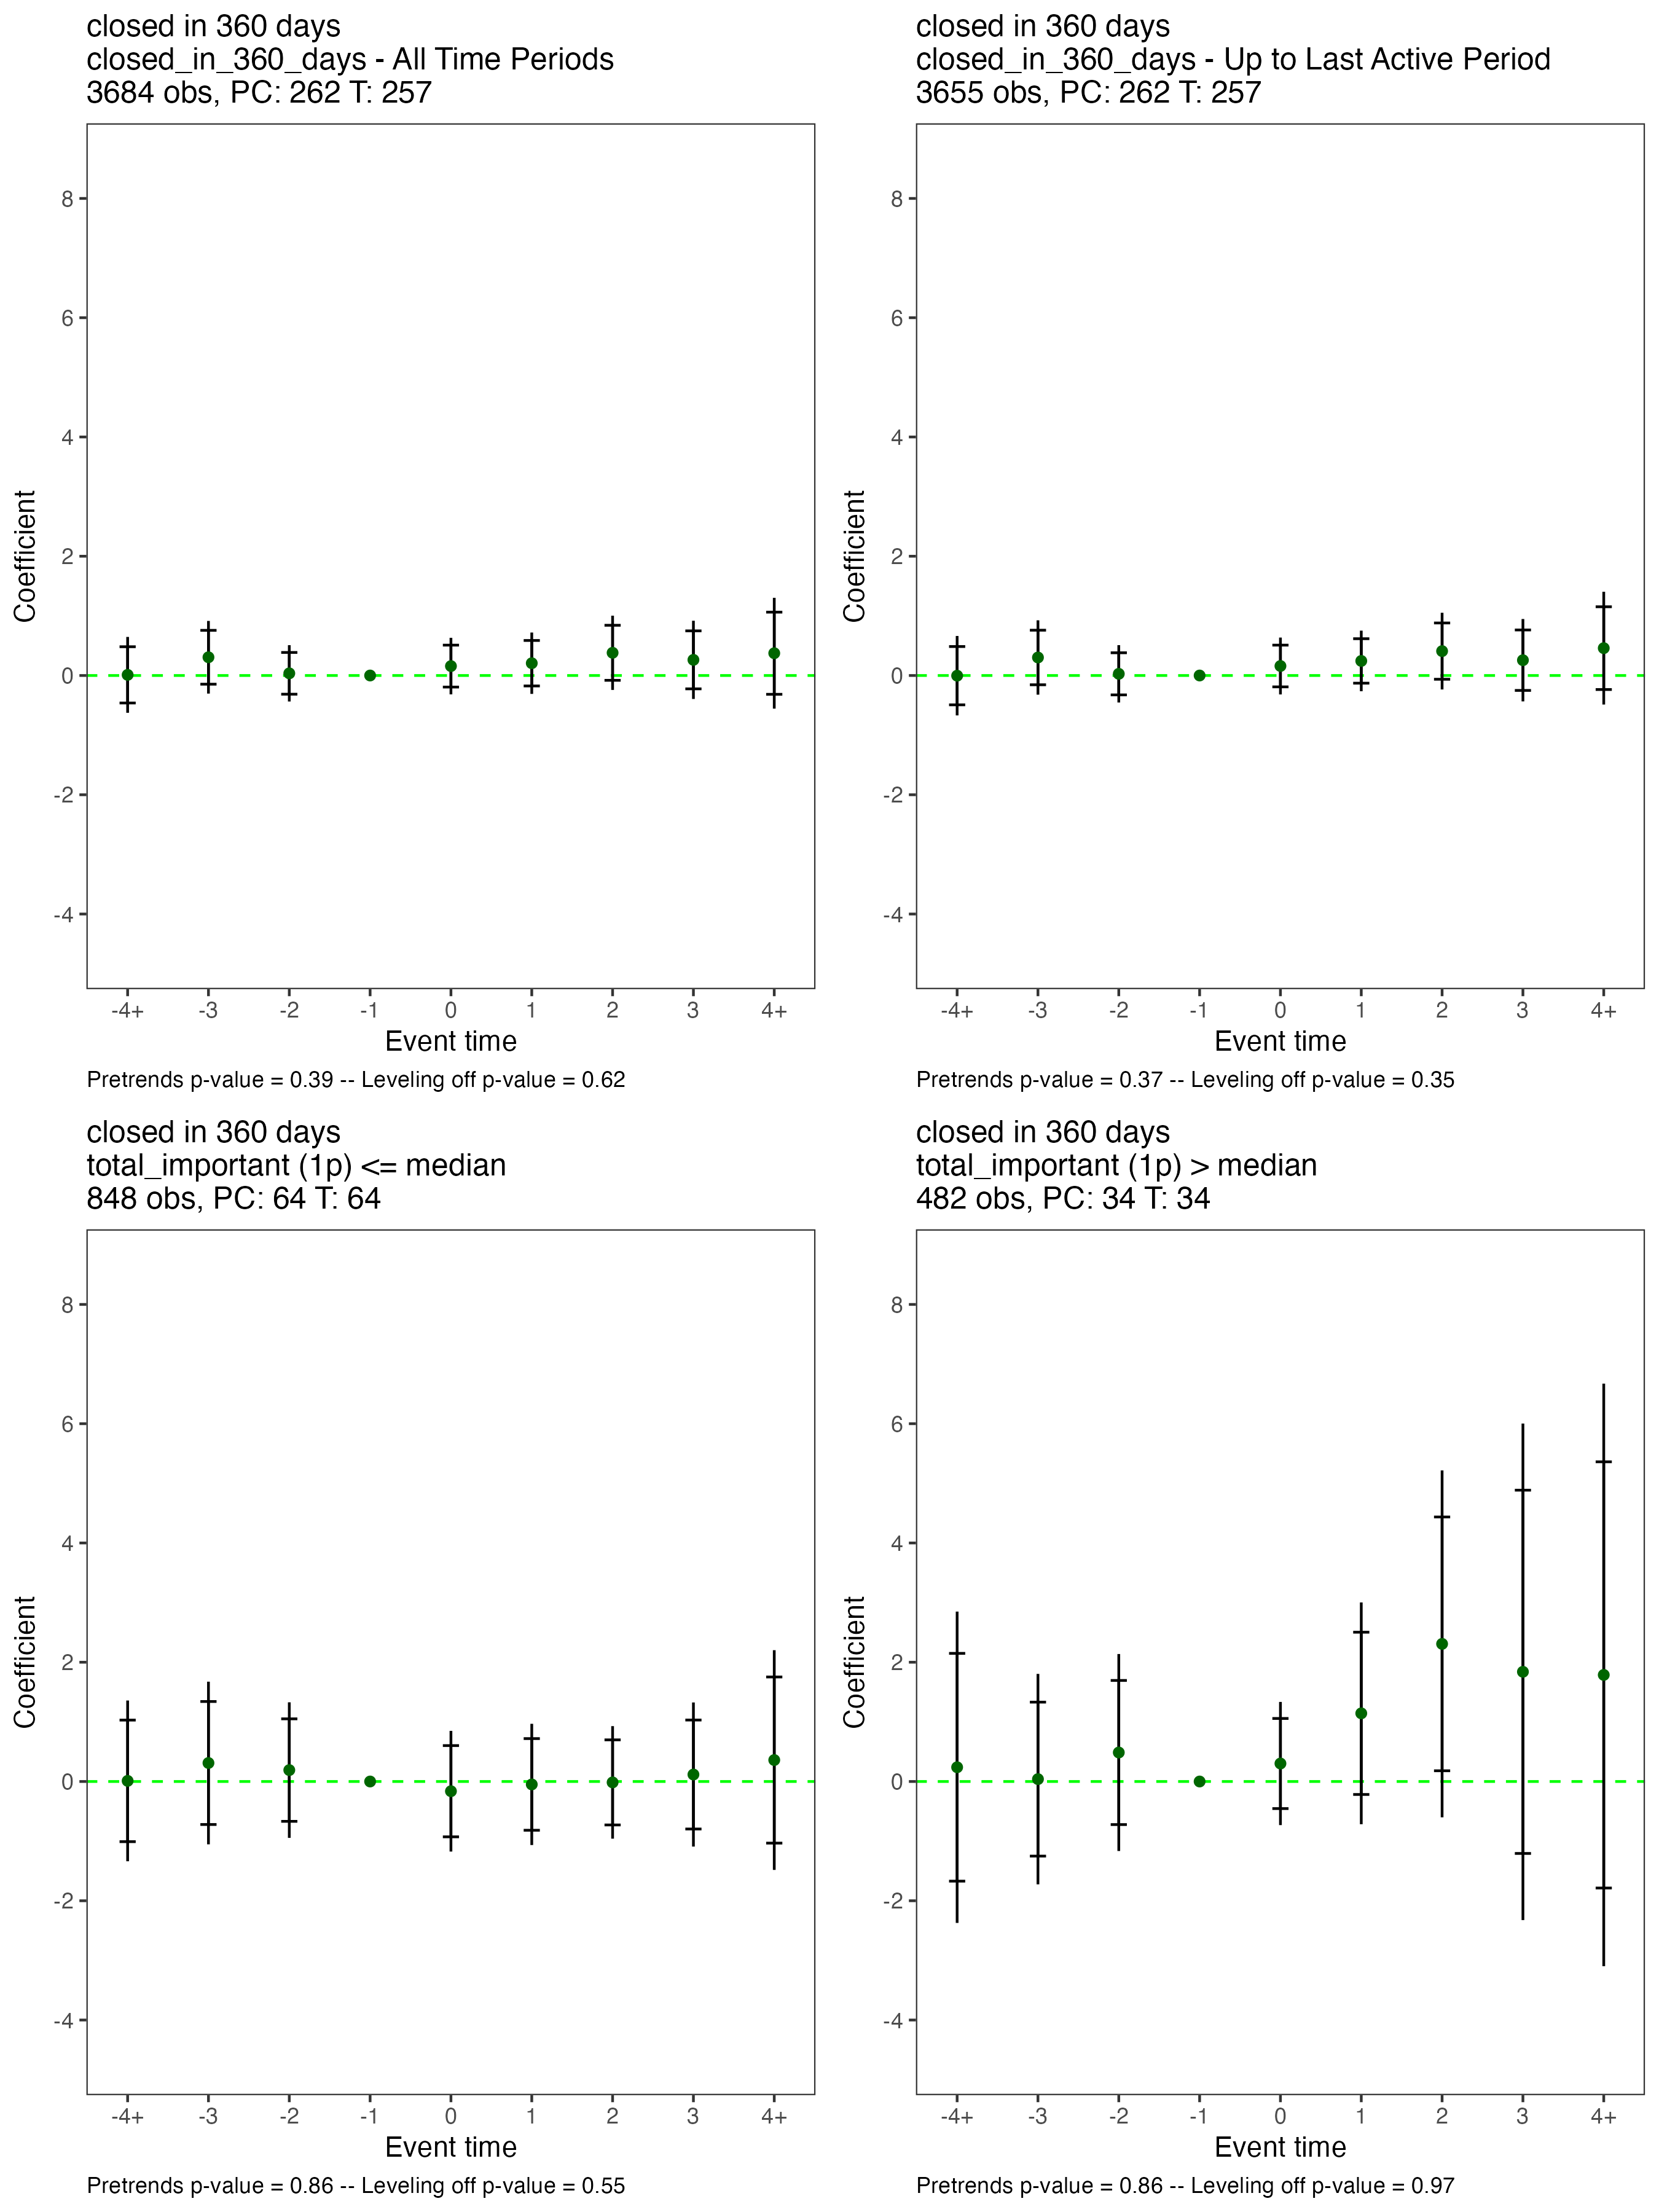 closed in 360 days
closed_in_360_days - All Time Periods
3684 obs, PC: 262 T: 257
Coefficient
8
6
4
2
0
-2
-4
-4+ -3 -2 -1 0 1 2 3 4+
Event time
Pretrends p-value = 0.39 -- Leveling off p-value = 0.62
closed in 360 days
closed_in_360_days - Up to Last Active Period
3655 obs, PC: 262 T: 257
Coefficient
8
6
4
2
0
-2
-4
-4+ -3 -2 -1 0 1 2 3 4+
Event time
Pretrends p-value = 0.37 -- Leveling off p-value = 0.35
closed in 360 days
total_important (1p) <= median
848 obs, PC: 64 T: 64
Coefficient
8
6
4
2
0
-2
-4
-4+ -3 -2 -1 0 1 2 3 4+
Event time
Pretrends p-value = 0.86 -- Leveling off p-value = 0.55
closed in 360 days
total_important (1p) > median
482 obs, PC: 34 T: 34
Coefficient
8
6
4
2
0
-2
-4
-4+ -3 -2 -1 0 1 2 3 4+
Event time
Pretrends p-value = 0.86 -- Leveling off p-value = 0.97